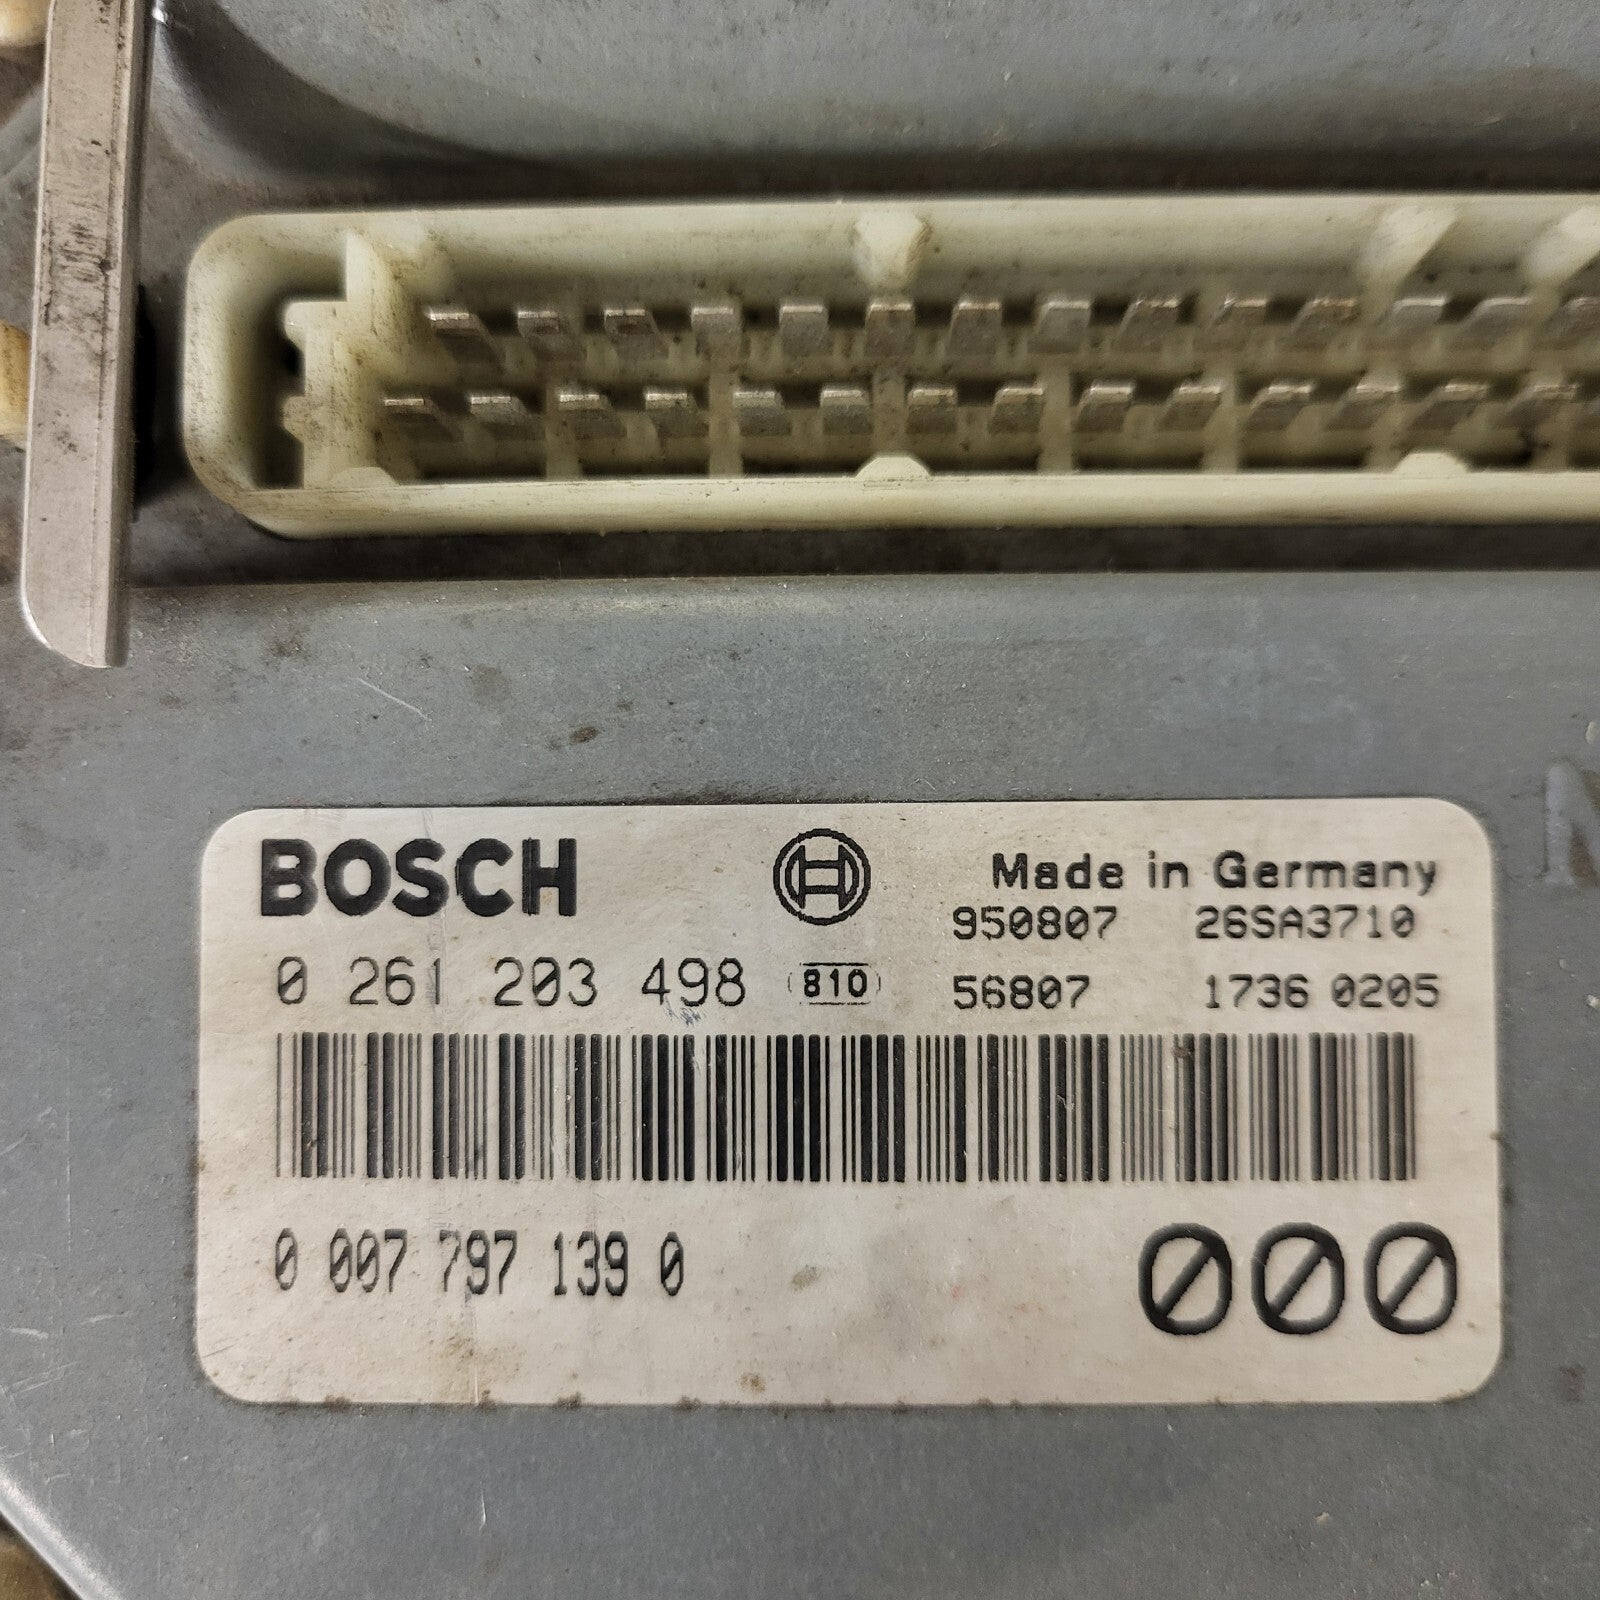 BOSCH Made in Germany
950807 26SA3710
0 261 203 498 810 56807 1736 0205
0 007 797 139 0 000